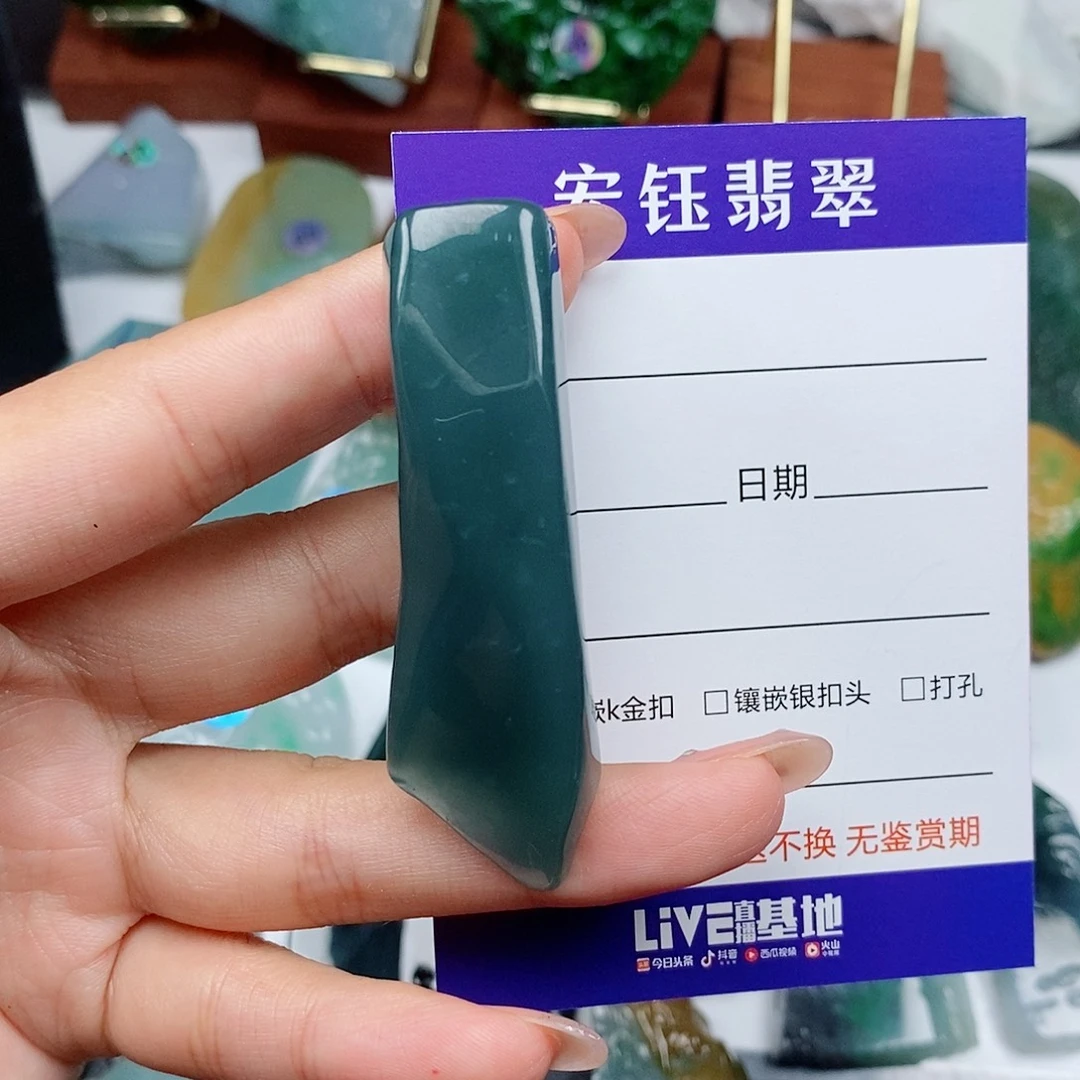 安钰翡翠
日期
嵌k金扣 □镶嵌银扣头 □打孔
不换 无鉴赏期
LiVE直播基地
今日头条 抖音 西瓜视频 火山